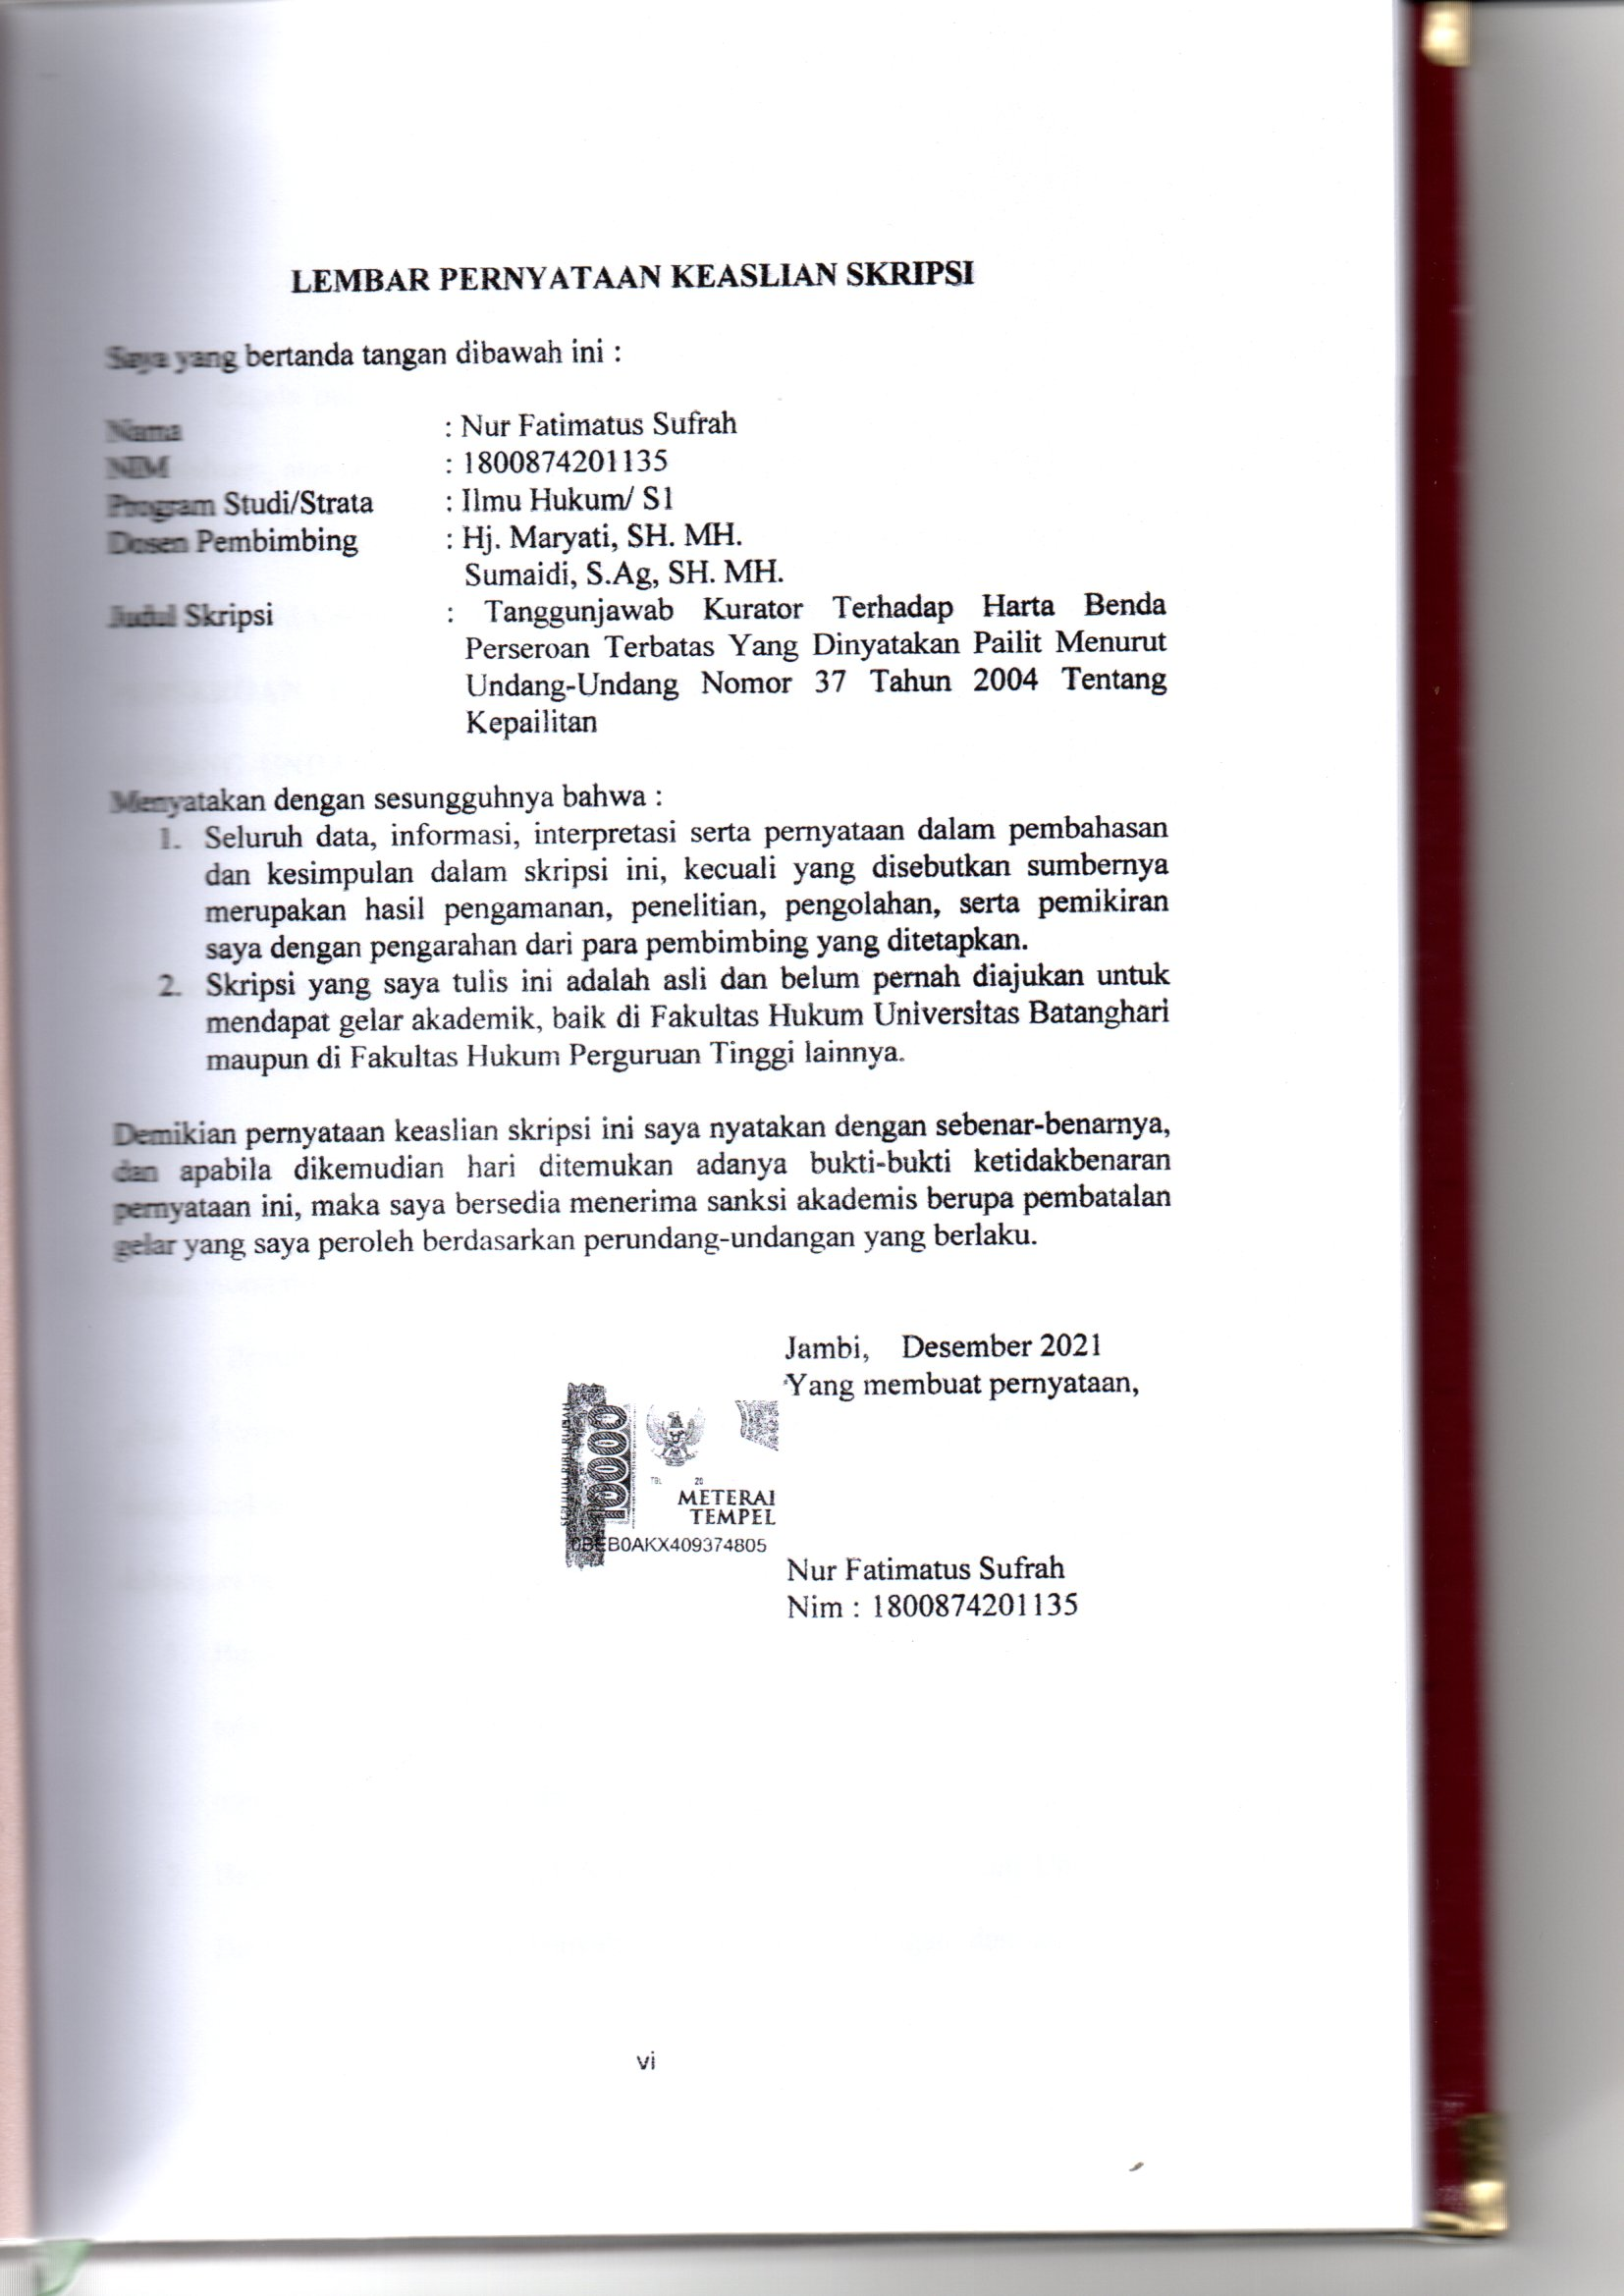 LEMBAR PERNYATAAN KEASLIAN SKRIPSI
Saya yang bertanda tangan dibawah ini :
Nama : Nur Fatimatus Sufrah
NIM : 1800874201135
Program Studi/Strata : Ilmu Hukum/ S1
Dosen Pembimbing : Hj. Maryati, SH. MH.
Sumaidi, S.Ag, SH. MH.
Judul Skripsi : Tanggunjawab Kurator Terhadap Harta Benda
Perseroan Terbatas Yang Dinyatakan Pailit Menurut
Undang-Undang Nomor 37 Tahun 2004 Tentang
Kepailitan
Menyatakan dengan sesungguhnya bahwa :
1. Seluruh data, informasi, interpretasi serta pernyataan dalam pembahasan
dan kesimpulan dalam skripsi ini, kecuali yang disebutkan sumbernya
merupakan hasil pengamanan, penelitian, pengolahan, serta pemikiran
saya dengan pengarahan dari para pembimbing yang ditetapkan.
2. Skripsi yang saya tulis ini adalah asli dan belum pernah diajukan untuk
mendapat gelar akademik, baik di Fakultas Hukum Universitas Batanghari
maupun di Fakultas Hukum Perguruan Tinggi lainnya.
Demikian pernyataan keaslian skripsi ini saya nyatakan dengan sebenar-benarnya,
dan apabila dikemudian hari ditemukan adanya bukti-bukti ketidakbenaran
pernyataan ini, maka saya bersedia menerima sanksi akademis berupa pembatalan
gelar yang saya peroleh berdasarkan perundang-undangan yang berlaku.
Jambi, Desember 2021
Yang membuat pernyataan,
10000
TGL 20
METERAI
TEMPEL
B0AKX409374805
Nur Fatimatus Sufrah
Nim : 1800874201135
vi